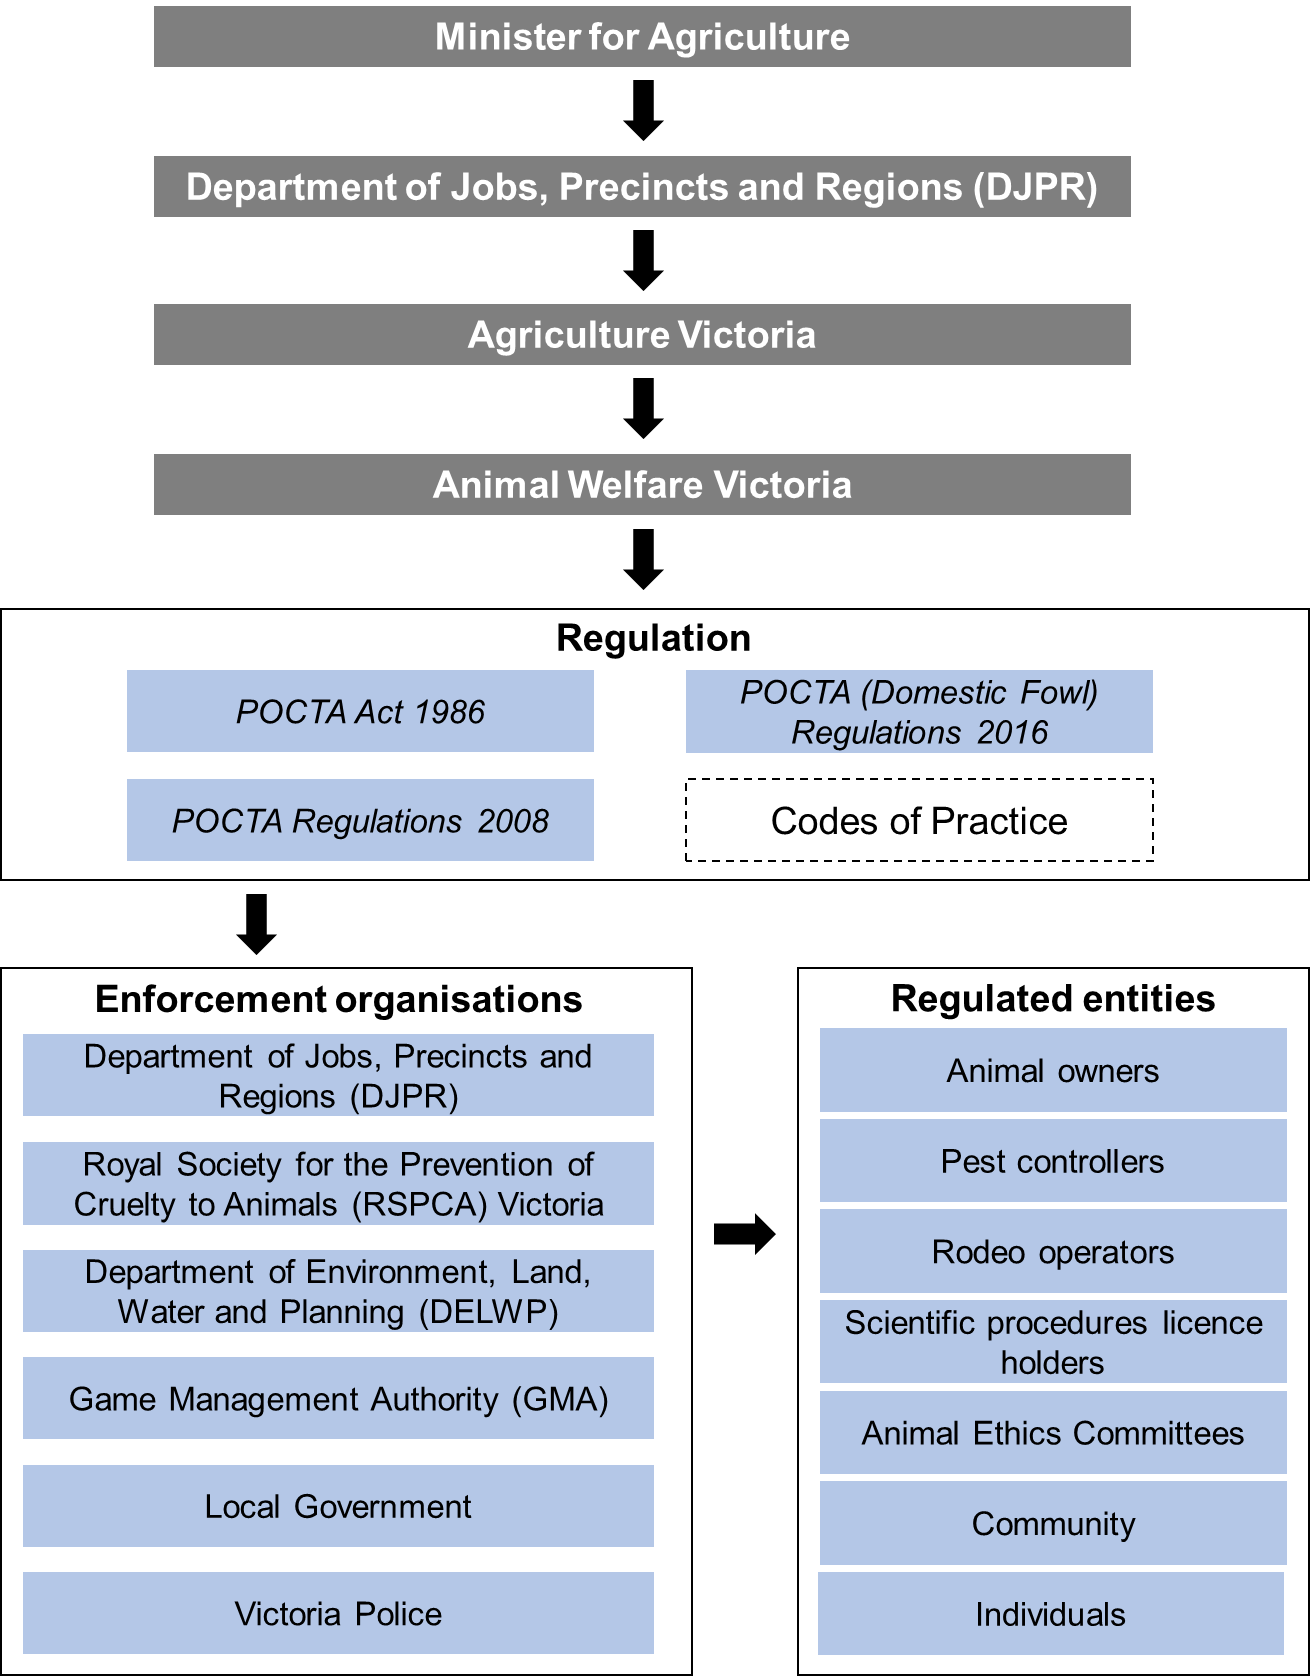 Minister for Agriculture
Department of Jobs, Precincts and Regions (DJPR)
Agriculture Victoria
Animal Welfare Victoria
Regulation
POCTA Act 1986
POCTA (Domestic Fowl)
Regulations 2016
POCTA Regulations 2008
Codes of Practice
Enforcement organisations
Department of Jobs, Precincts and
Regions (DJPR)
Royal Society for the Prevention of
Cruelty to Animals (RSPCA) Victoria
Department of Environment, Land,
Water and Planning (DELWP)
Game Management Authority (GMA)
Local Government
Victoria Police
Regulated entities
Animal owners
Pest controllers
Rodeo operators
Scientific procedures licence
holders
Animal Ethics Committees
Community
Individuals